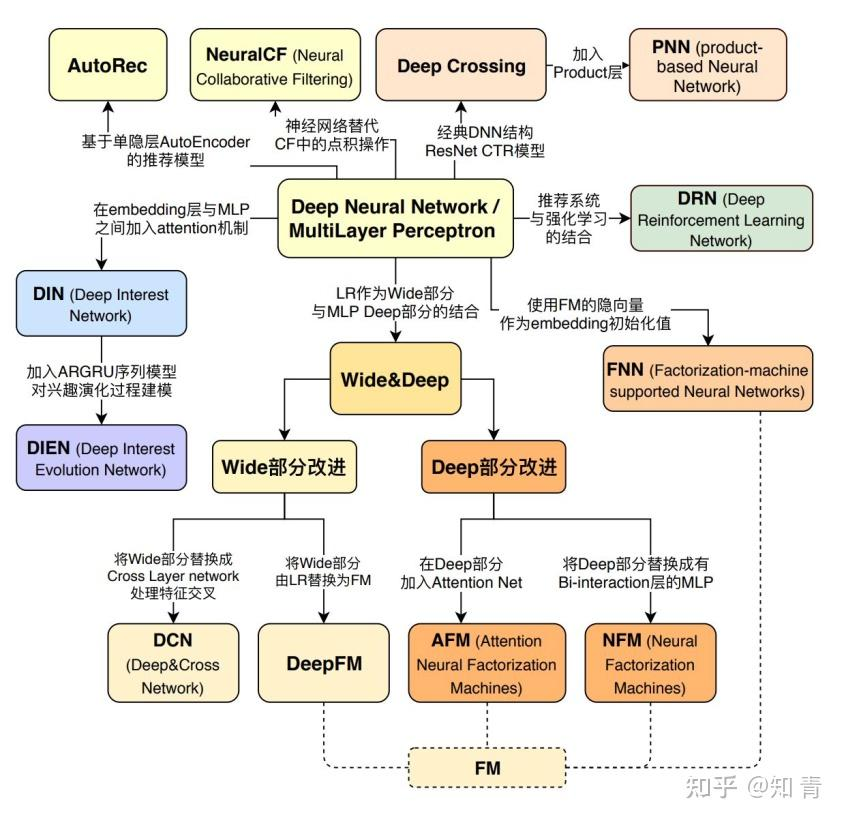 AutoRec
NeuralCF (Neural
Collaborative Filtering)
Deep Crossing
加入
Product层
PNN (product-
based Neural
Network)
基于单隐层AutoEncoder
的推荐模型
神经网络替代
CF中的点积操作
经典DNN结构
ResNet CTR模型
在embedding层与MLP
之间加入attention机制
Deep Neural Network /
MultiLayer Perceptron
推荐系统
与强化学习
的结合
DRN (Deep
Reinforcement Learning
Network)
DIN (Deep Interest
Network)
LR作为Wide部分
与MLP Deep部分的结合
使用FM的隐向量
作为embedding初始化值
加入ARGRU序列模型
对兴趣演化过程建模
Wide&Deep
FNN (Factorization-machine
supported Neural Networks)
DIEN (Deep Interest
Evolution Network)
Wide部分改进
Deep部分改进
将Wide部分替换成
Cross Layer network
处理特征交叉
将Wide部分
由LR替换为FM
在Deep部分
加入Attention Net
将Deep部分替换成有
Bi-interaction层的MLP
DCN
(Deep&Cross
Network)
DeepFM
AFM (Attention
Neural Factorization
Machines)
NFM (Neural
Factorization
Machines)
FM
知乎 @知青